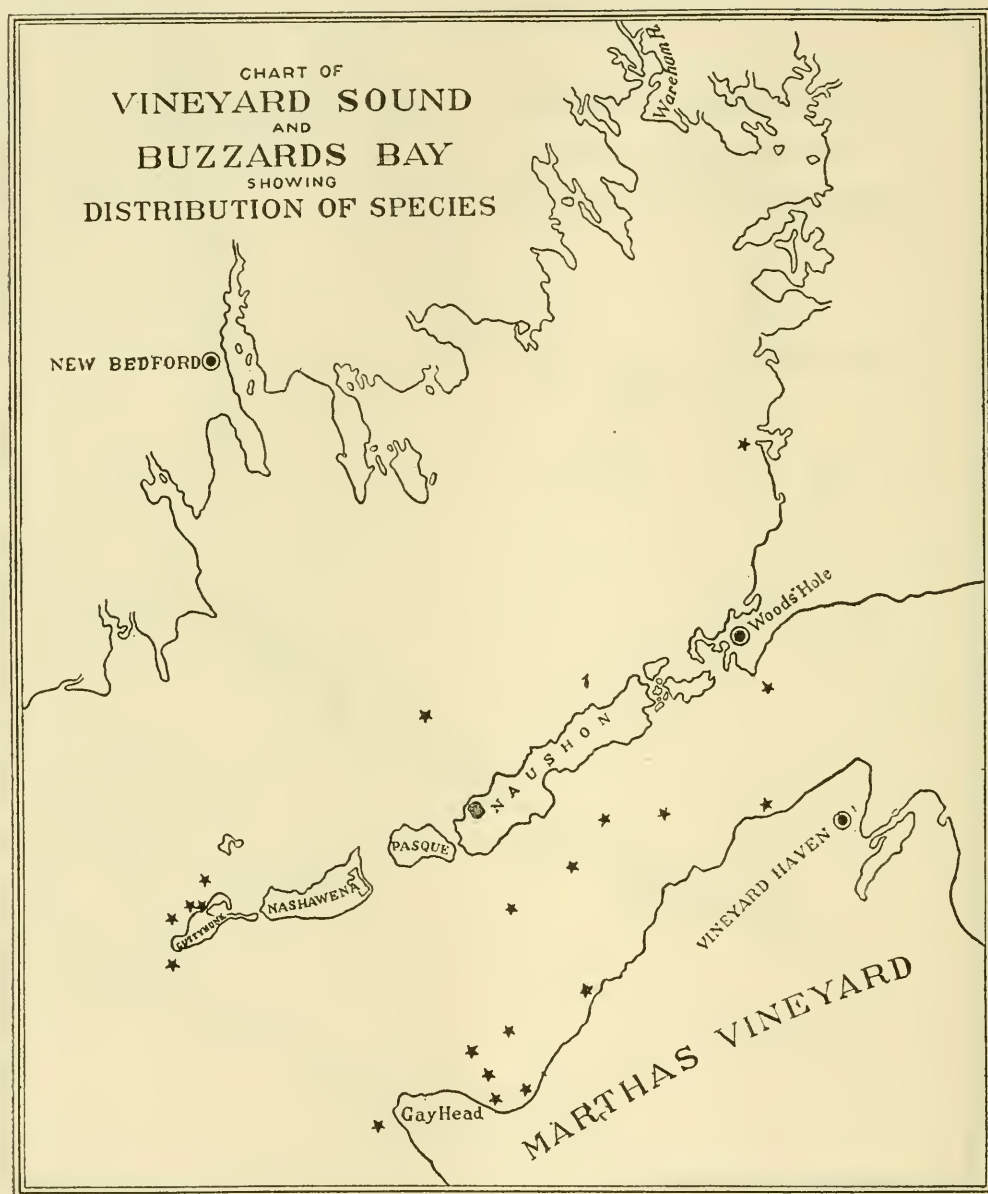 CHART OF
VINEYARD SOUND
AND
BUZZARDS BAY
SHOWING
DISTRIBUTION OF SPECIES
Wareham R.
NEW BEDFORD
Woods Hole
NAUSHON
PASQUE
NASHAWENA
CUTTYHUNK
VINEYARD HAVEN
MARTHAS VINEYARD
Gay Head